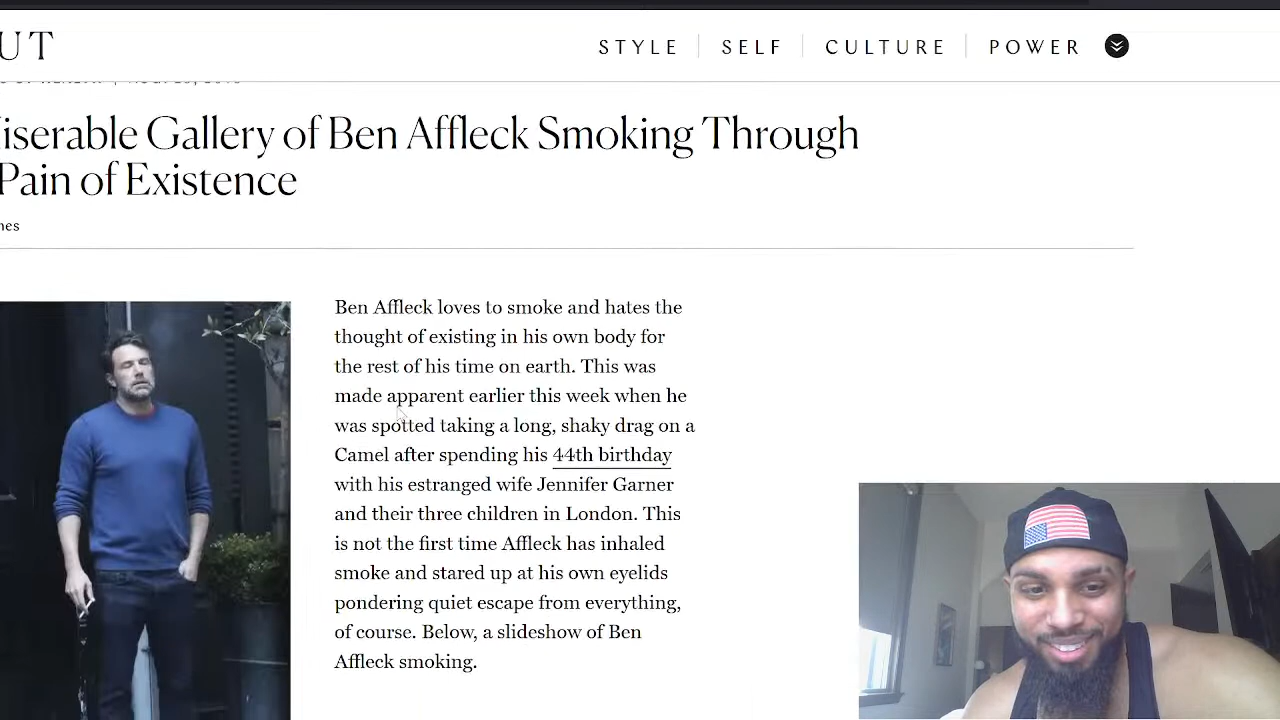 UT
STYLE
SELF
CULTURE
POWER
iserable Gallery of Ben Affleck Smoking Through
Pain of Existence
nes
Ben Affleck loves to smoke and hates the
thought of existing in his own body for
the rest of his time on earth. This was
made apparent earlier this week when he
was spotted taking a long, shaky drag on a
Camel after spending his 44th birthday
with his estranged wife Jennifer Garner
and their three children in London. This
is not the first time Affleck has inhaled
smoke and stared up at his own eyelids
pondering quiet escape from everything,
of course. Below, a slideshow of Ben
Affleck smoking.